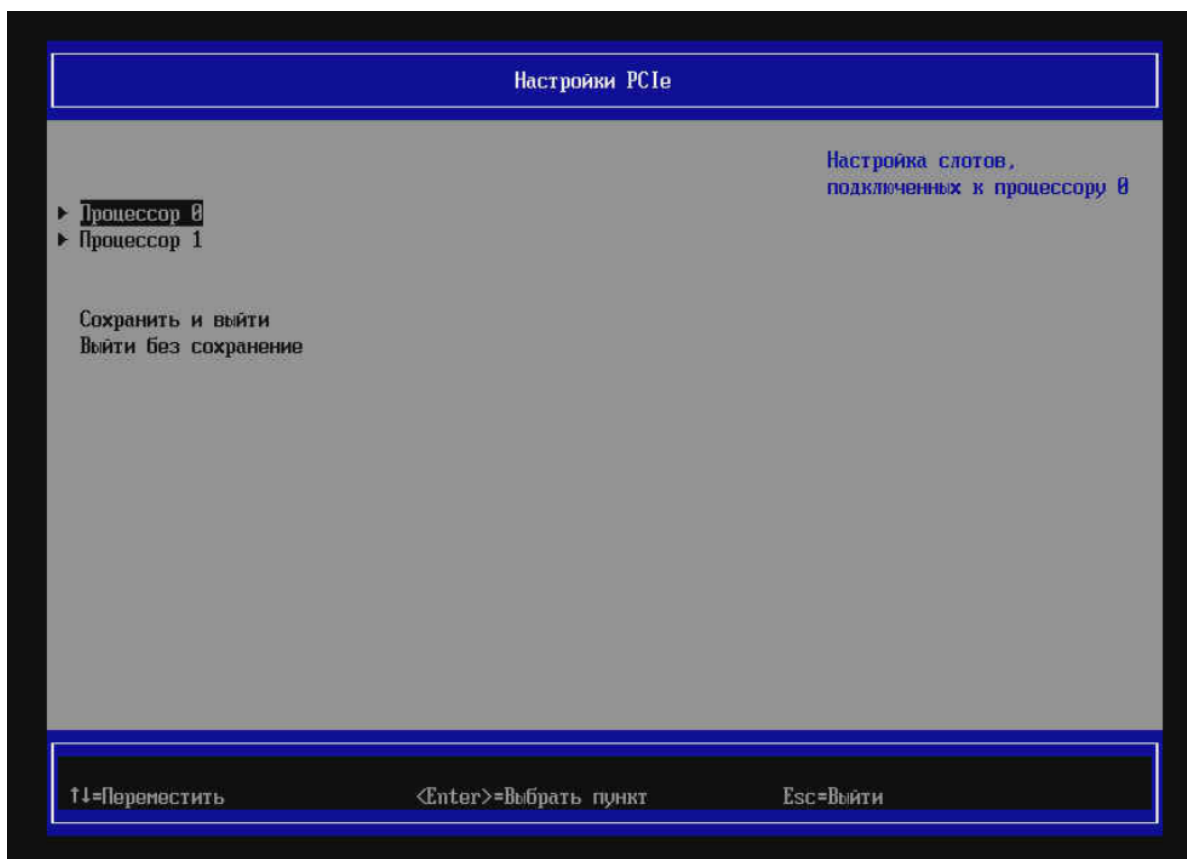 Настройки PCIe
Настройка слотов,
подключенных к процессору 0
▶ Процессор 0
▶ Процессор 1
Сохранить и выйти
Выйти без сохранение
↑↓=Переместить <Enter>=Выбрать пункт Esc=Выйти